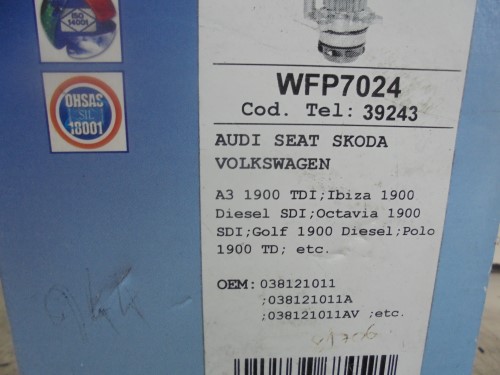 ISO
14001
OHSAS
18001
WFP7024
Cod. Tel: 39243
AUDI SEAT SKODA
VOLKSWAGEN
A3 1900 TDI;Ibiza 1900
Diesel SDI;Octavia 1900
SDI;Golf 1900 Diesel;Polo
1900 TD; etc.
OEM: 038121011
;038121011A
;038121011AV ;etc.